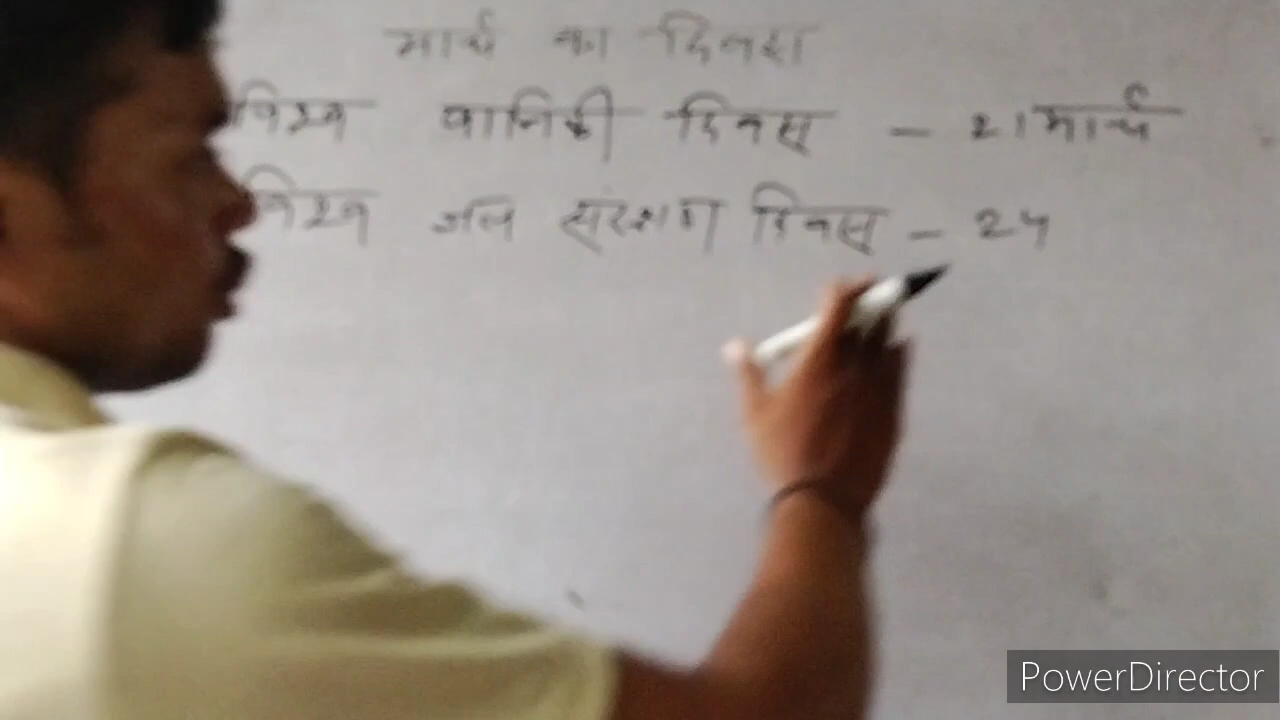 मार्च का दिवस
विश्व वानिकी दिवस - 21 मार्च
विश्व जल संरक्षण दिवस - 24
PowerDirector